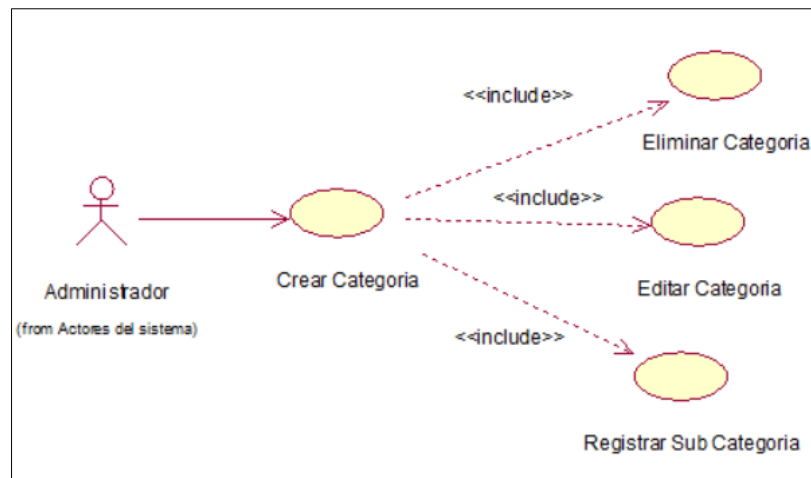 <<include>>
Eliminar Categoria
<<include>>
Editar Categoria
Crear Categoria
Administrador
(from Actores del sistema)
<<include>>
Registrar Sub Categoria